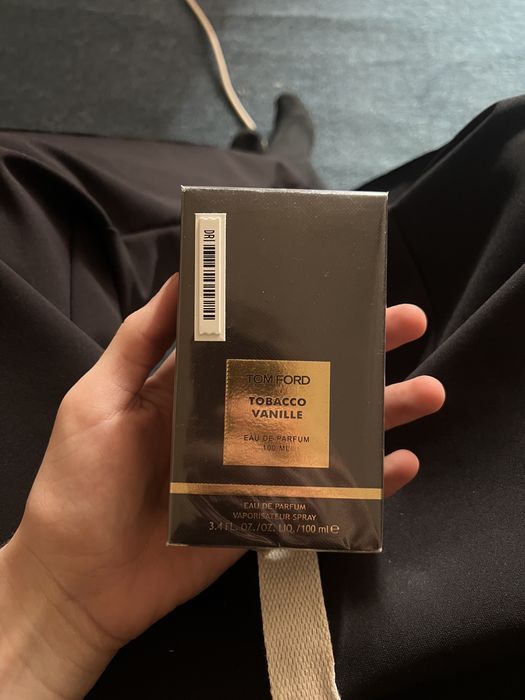 DRI
TOM FORD
TOBACCO
VANILLE
EAU DE PARFUM
100 ML
EAU DE PARFUM
VAPORISATEUR SPRAY
3.4 FL. OZ./OZ. LIQ./100 ml ℮